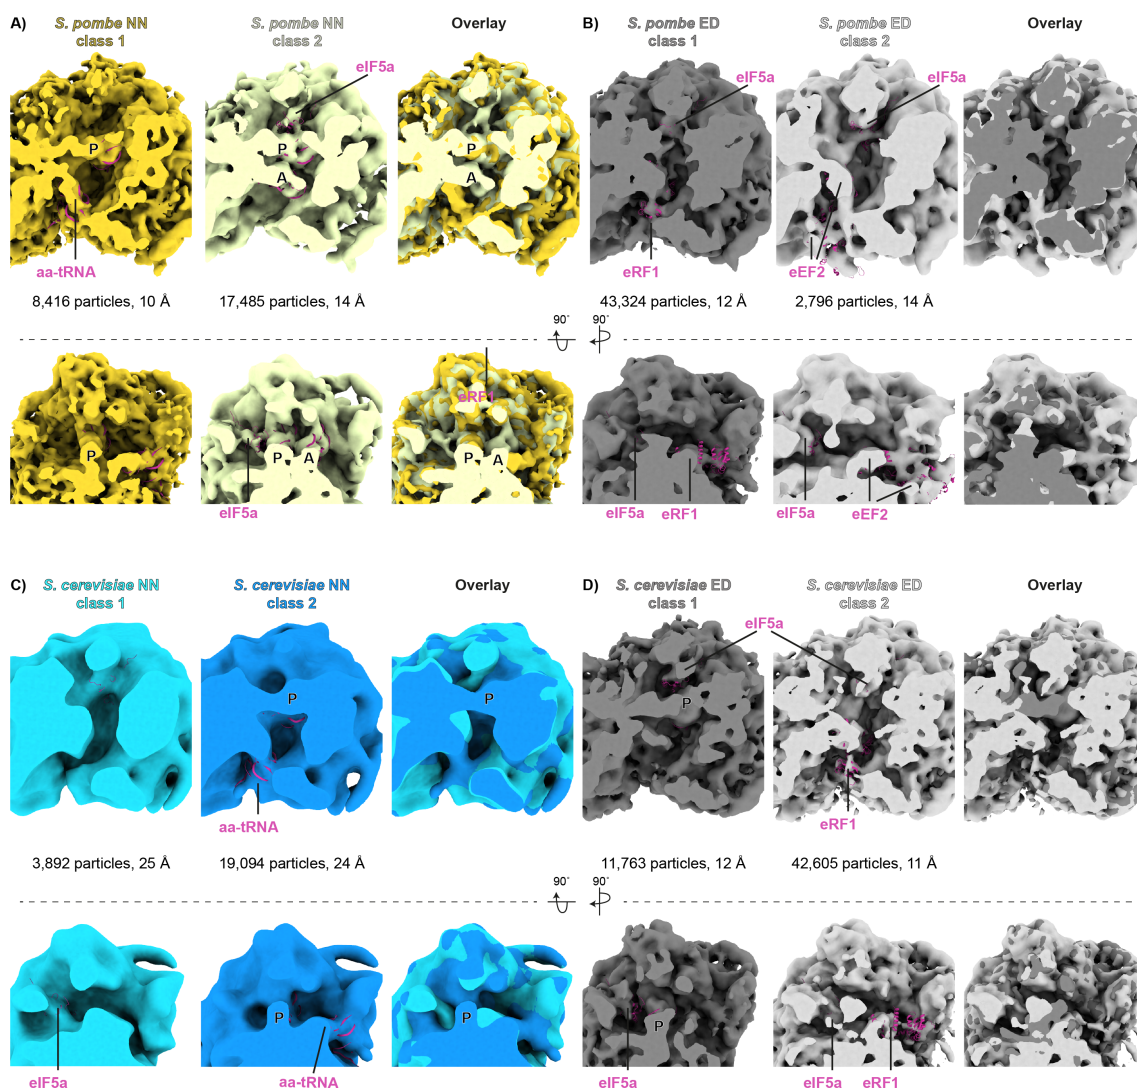 A)
S. pombe NN
class 1
S. pombe NN
class 2
Overlay
eIF5a
P
P
A
P
A
aa-tRNA
8,416 particles, 10 Å
17,485 particles, 14 Å
B)
S. pombe ED
class 1
S. pombe ED
class 2
Overlay
eIF5a
eIF5a
eRF1
eEF2
43,324 particles, 12 Å
2,796 particles, 14 Å
90°
90°
eRF1
P
P
A
P
A
eIF5a
eIF5a
eRF1
eIF5a
eEF2
C)
S. cerevisiae NN
class 1
S. cerevisiae NN
class 2
Overlay
P
P
aa-tRNA
3,892 particles, 25 Å
19,094 particles, 24 Å
D)
S. cerevisiae ED
class 1
S. cerevisiae ED
class 2
Overlay
eIF5a
P
eRF1
11,763 particles, 12 Å
42,605 particles, 11 Å
90°
90°
P
P
eIF5a
aa-tRNA
P
eIF5a
eIF5a
eRF1